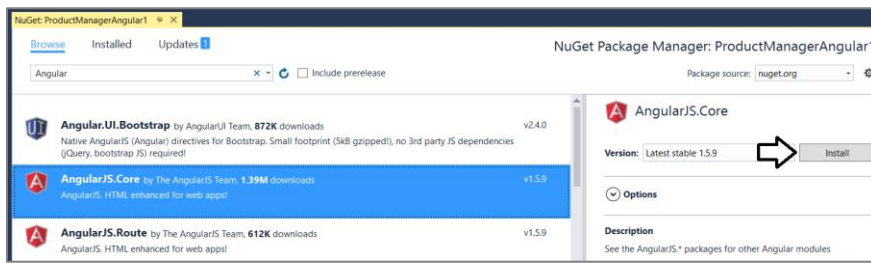 NuGet: ProductManagerAngular1
Browse Installed Updates 1
NuGet Package Manager: ProductManagerAngular1
Angular
Include prerelease
Package source: nuget.org
Angular.UI.Bootstrap by AngularUI Team, 872K downloads v2.4.0
Native AngularJS (Angular) directives for Bootstrap. Small footprint (5kB gzipped!), no 3rd party JS dependencies
(jQuery, bootstrap JS) required!
AngularJS.Core by The AngularJS Team, 1.39M downloads v1.5.9
AngularJS. HTML enhanced for web apps!
AngularJS.Route by The AngularJS Team, 612K downloads v1.5.9
AngularJS. HTML enhanced for web apps!
AngularJS.Core
Version: Latest stable 1.5.9 Install
Options
Description
See the AngularJS.* packages for other Angular modules